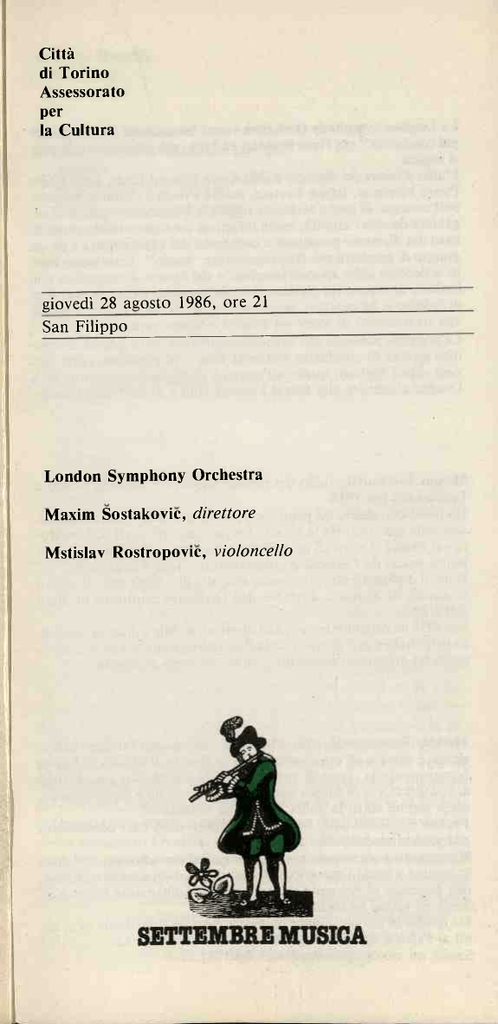 Città
di Torino
Assessorato
per
la Cultura
giovedì 28 agosto 1986, ore 21
San Filippo
London Symphony Orchestra
Maxim Šostakovič, direttore
Mstislav Rostropovič, violoncello
SETTEMBRE MUSICA